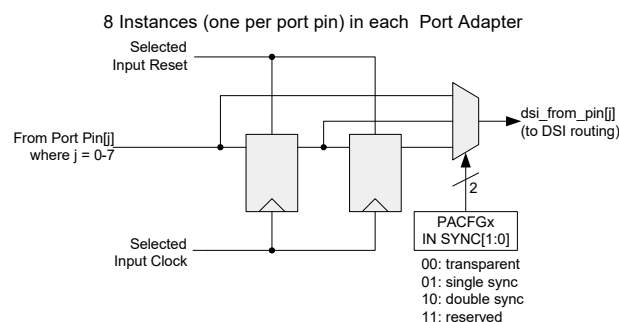 8 Instances (one per port pin) in each Port Adapter
Selected
Input Reset
From Port Pin[j]
where j = 0-7
dsi_from_pin[j]
(to DSI routing)
2
Selected
Input Clock
PACFGx
IN SYNC[1:0]
00: transparent
01: single sync
10: double sync
11: reserved